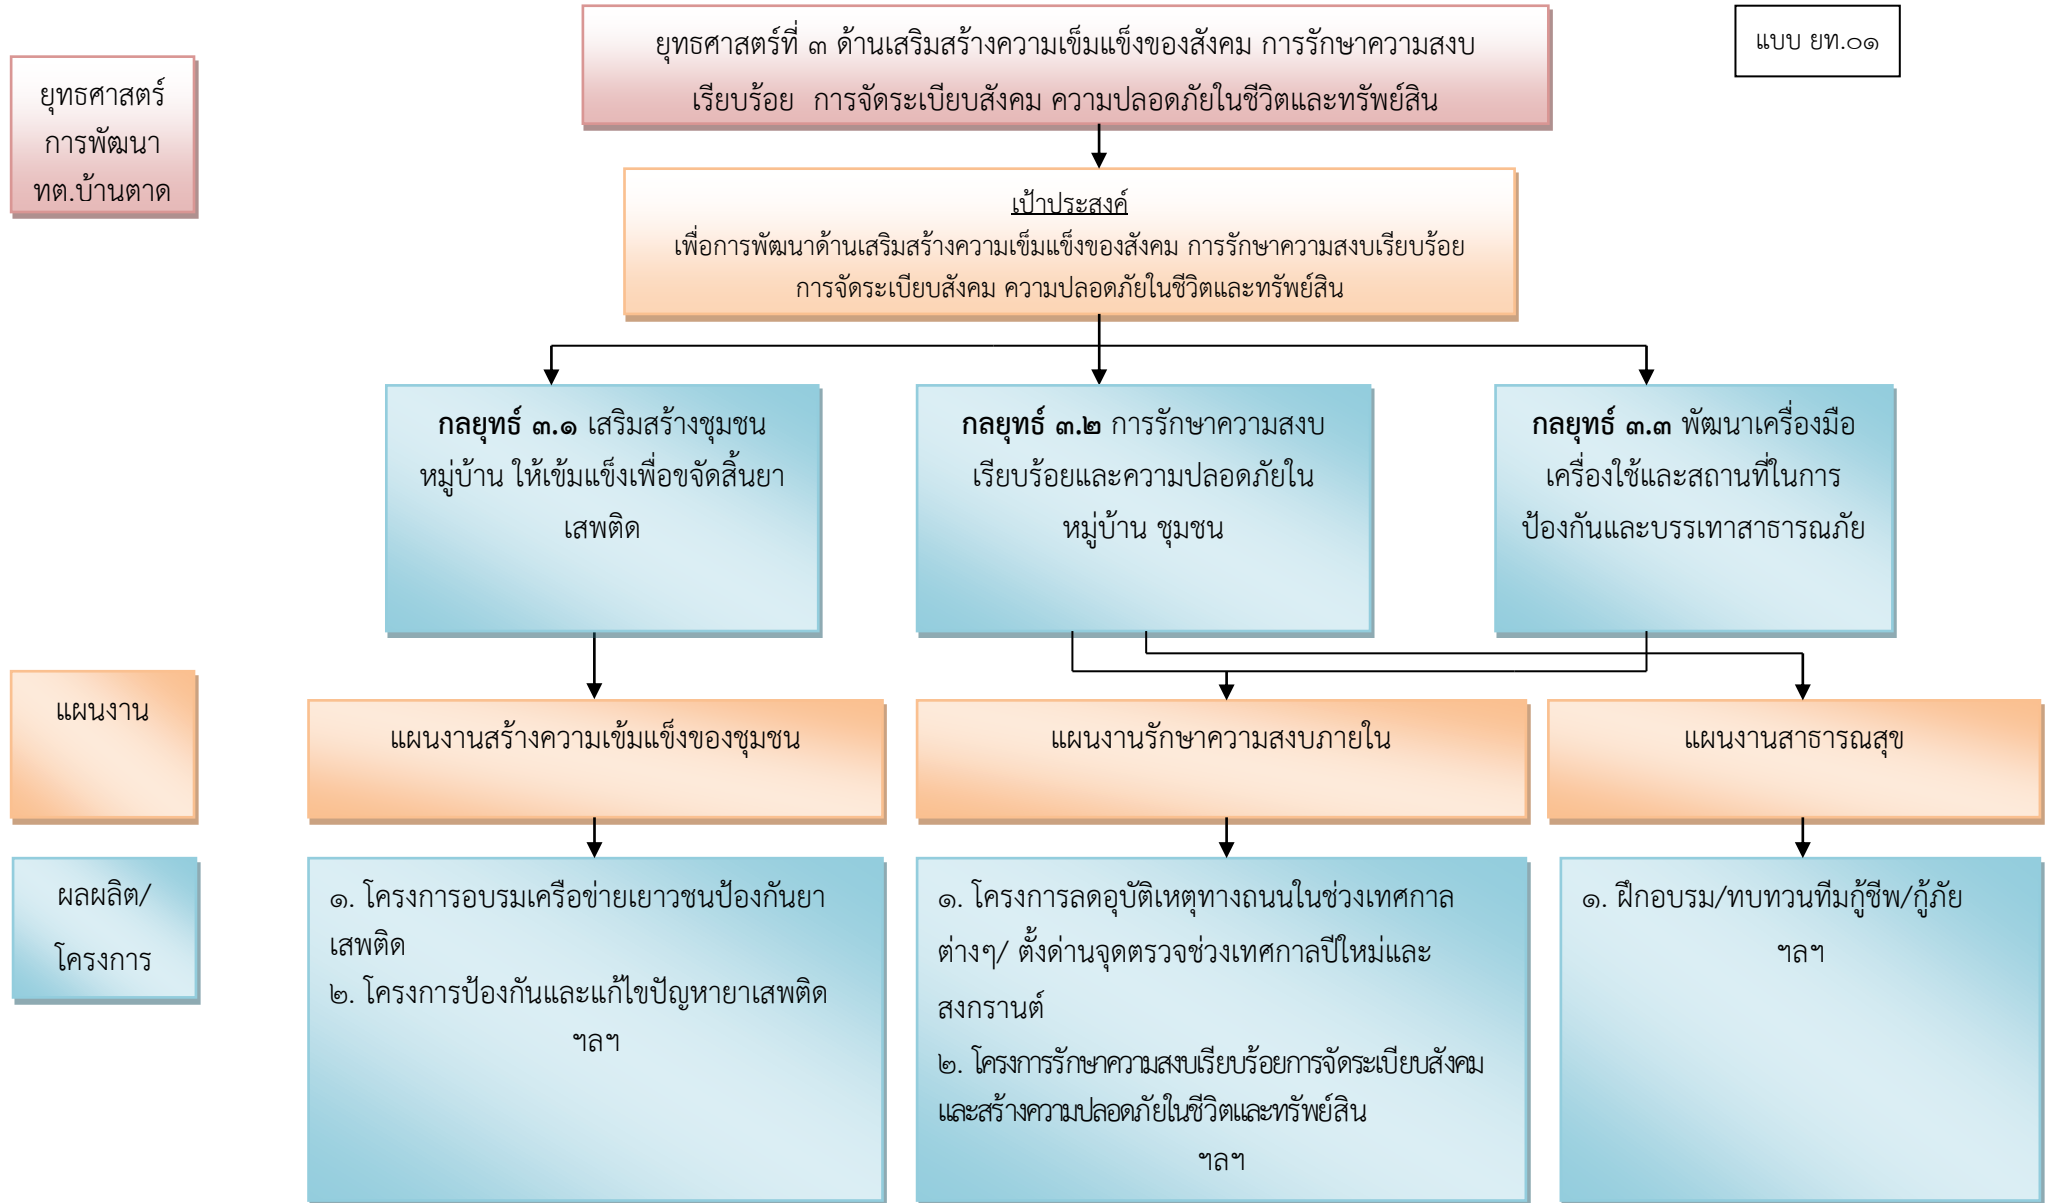 ยุทธศาสตร์ที่ ๓ ด้านเสริมสร้างความเข็มแข็งของสังคม การรักษาความสงบ
เรียบร้อย การจัดระเบียบสังคม ความปลอดภัยในชีวิตและทรัพย์สิน
แบบ ยท.๐๑
ยุทธศาสตร์
การพัฒนา
ทต.บ้านตาด
เป้าประสงค์
เพื่อการพัฒนาด้านเสริมสร้างความเข็มแข็งของสังคม การรักษาความสงบเรียบร้อย
การจัดระเบียบสังคม ความปลอดภัยในชีวิตและทรัพย์สิน
กลยุทธ์ ๓.๑ เสริมสร้างชุมชน
หมู่บ้าน ให้เข้มแข็งเพื่อขจัดสิ้นยา
เสพติด
กลยุทธ์ ๓.๒ การรักษาความสงบ
เรียบร้อยและความปลอดภัยใน
หมู่บ้าน ชุมชน
กลยุทธ์ ๓.๓ พัฒนาเครื่องมือ
เครื่องใช้และสถานที่ในการ
ป้องกันและบรรเทาสาธารณภัย
แผนงาน
แผนงานสร้างความเข้มแข็งของชุมชน
แผนงานรักษาความสงบภายใน
แผนงานสาธารณสุข
ผลผลิต/
โครงการ
๑. โครงการอบรมเครือข่ายเยาวชนป้องกันยา
เสพติด
๒. โครงการป้องกันและแก้ไขปัญหายาเสพติด
ฯลฯ
๑. โครงการลดอุบัติเหตุทางถนนในช่วงเทศกาล
ต่างๆ/ ตั้งด่านจุดตรวจช่วงเทศกาลปีใหม่และ
สงกรานต์
๒. โครงการรักษาความสงบเรียบร้อยการจัดระเบียบสังคม
และสร้างความปลอดภัยในชีวิตและทรัพย์สิน
ฯลฯ
๑. ฝึกอบรม/ทบทวนทีมกู้ชีพ/กู้ภัย
ฯลฯ